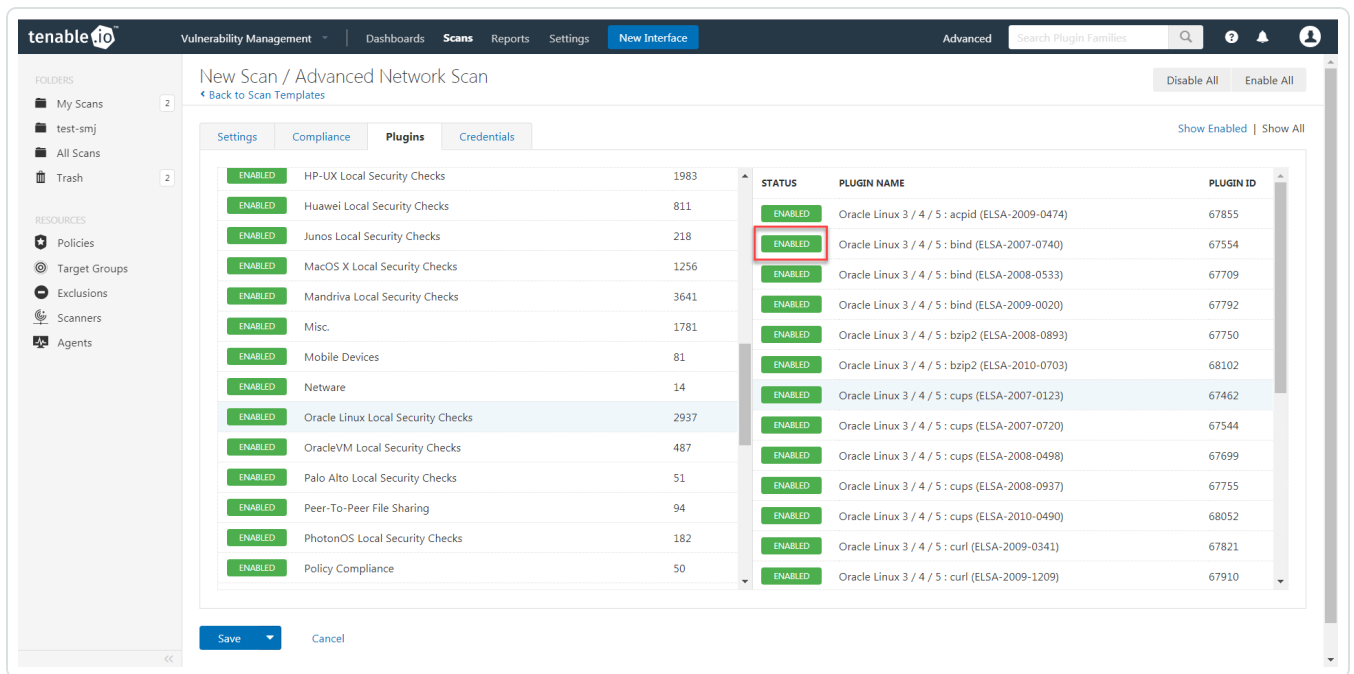 tenable.io™
Vulnerability Management
Dashboards
Scans
Reports
Settings
New Interface
Advanced
Search Plugin Families
FOLDERS
My Scans 2
test-smj
All Scans
Trash 2
RESOURCES
Policies
Target Groups
Exclusions
Scanners
Agents
New Scan / Advanced Network Scan
Back to Scan Templates
Disable All
Enable All
Settings
Compliance
Plugins
Credentials
Show Enabled | Show All
ENABLED HP-UX Local Security Checks 1983
ENABLED Huawei Local Security Checks 811
ENABLED Junos Local Security Checks 218
ENABLED MacOS X Local Security Checks 1256
ENABLED Mandriva Local Security Checks 3641
ENABLED Misc. 1781
ENABLED Mobile Devices 81
ENABLED Netware 14
ENABLED Oracle Linux Local Security Checks 2937
ENABLED OracleVM Local Security Checks 487
ENABLED Palo Alto Local Security Checks 51
ENABLED Peer-To-Peer File Sharing 94
ENABLED PhotonOS Local Security Checks 182
ENABLED Policy Compliance 50
STATUS PLUGIN NAME PLUGIN ID
ENABLED Oracle Linux 3 / 4 / 5 : acpid (ELSA-2009-0474) 67855
ENABLED Oracle Linux 3 / 4 / 5 : bind (ELSA-2007-0740) 67554
ENABLED Oracle Linux 3 / 4 / 5 : bind (ELSA-2008-0533) 67709
ENABLED Oracle Linux 3 / 4 / 5 : bind (ELSA-2009-0020) 67792
ENABLED Oracle Linux 3 / 4 / 5 : bzip2 (ELSA-2008-0893) 67750
ENABLED Oracle Linux 3 / 4 / 5 : bzip2 (ELSA-2010-0703) 68102
ENABLED Oracle Linux 3 / 4 / 5 : cups (ELSA-2007-0123) 67462
ENABLED Oracle Linux 3 / 4 / 5 : cups (ELSA-2007-0720) 67544
ENABLED Oracle Linux 3 / 4 / 5 : cups (ELSA-2008-0498) 67699
ENABLED Oracle Linux 3 / 4 / 5 : cups (ELSA-2008-0937) 67755
ENABLED Oracle Linux 3 / 4 / 5 : cups (ELSA-2010-0490) 68052
ENABLED Oracle Linux 3 / 4 / 5 : curl (ELSA-2009-0341) 67821
ENABLED Oracle Linux 3 / 4 / 5 : curl (ELSA-2009-1209) 67910
Save
Cancel